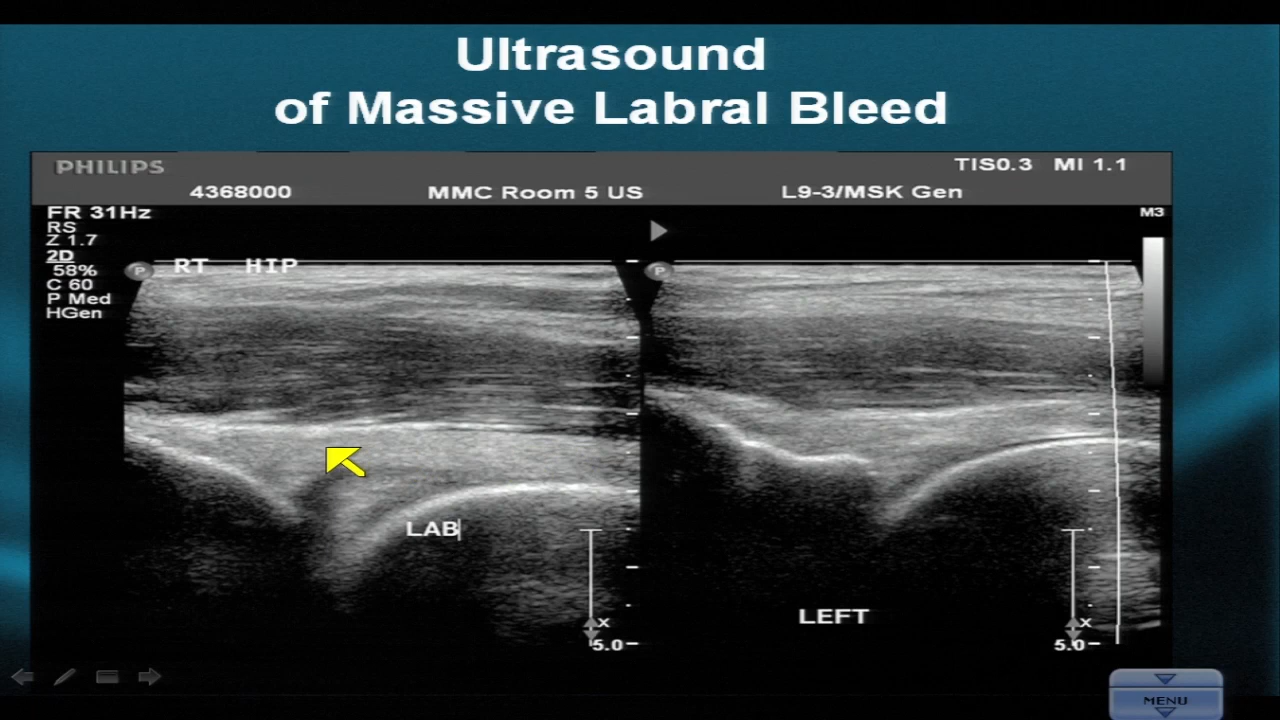 Ultrasound
of Massive Labral Bleed
PHILIPS
TIS0.3 MI 1.1
4368000 MMC Room 5 US L9-3/MSK Gen
FR 31Hz
RS
Z 1.7
2D
58%
C 60
P Med
HGen
M3
P RT HIP
P
LAB
LEFT
x
5.0
x
5.0
MENU